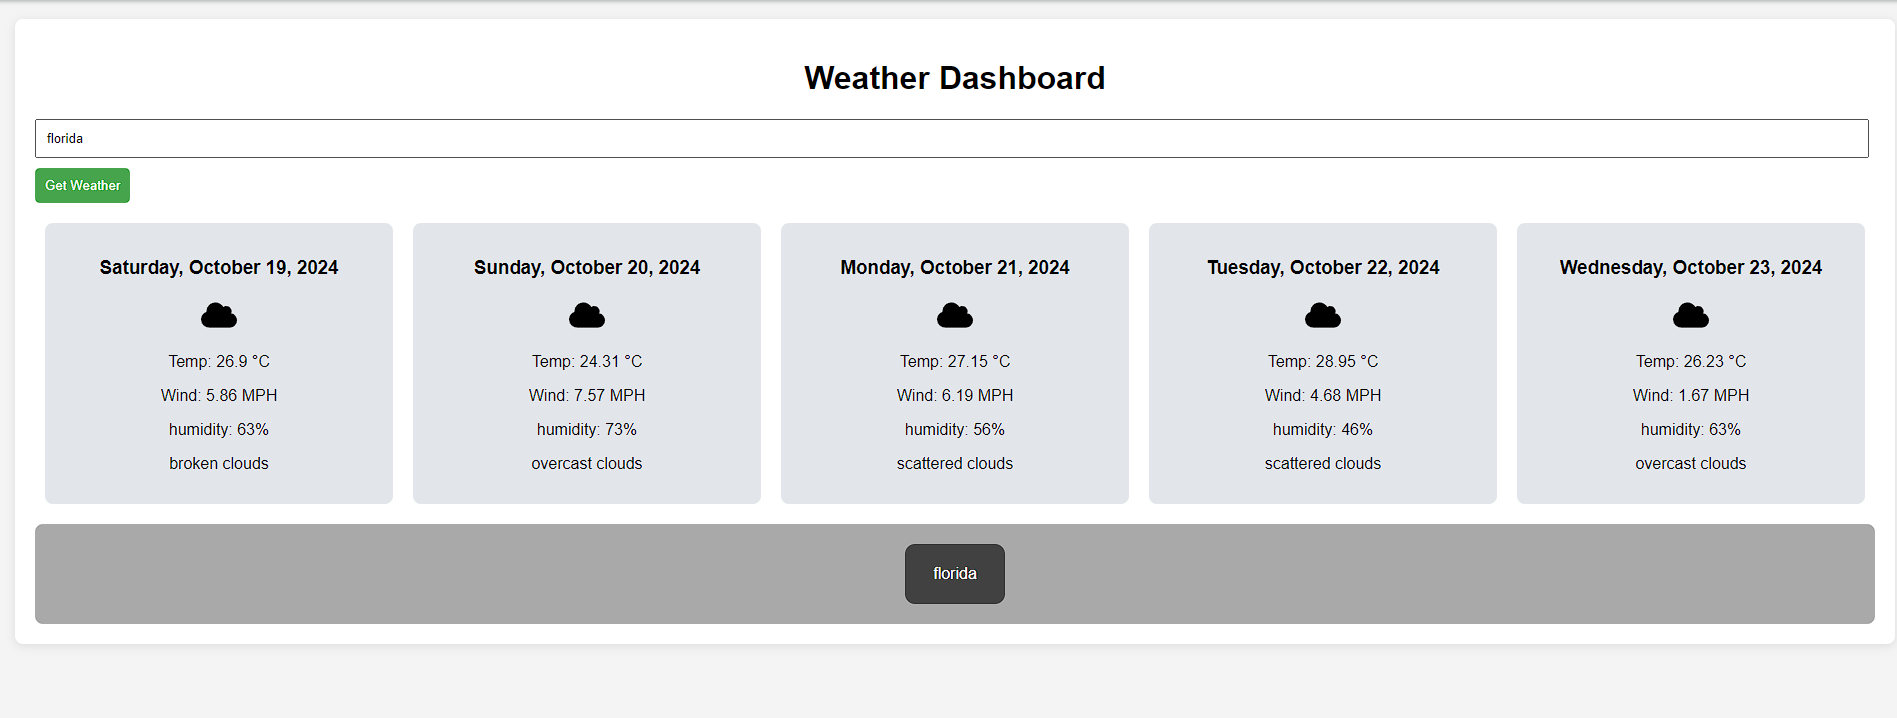 Weather Dashboard
florida
Get Weather
Saturday, October 19, 2024
Temp: 26.9 °C
Wind: 5.86 MPH
humidity: 63%
broken clouds
Sunday, October 20, 2024
Temp: 24.31 °C
Wind: 7.57 MPH
humidity: 73%
overcast clouds
Monday, October 21, 2024
Temp: 27.15 °C
Wind: 6.19 MPH
humidity: 56%
scattered clouds
Tuesday, October 22, 2024
Temp: 28.95 °C
Wind: 4.68 MPH
humidity: 46%
scattered clouds
Wednesday, October 23, 2024
Temp: 26.23 °C
Wind: 1.67 MPH
humidity: 63%
overcast clouds
florida